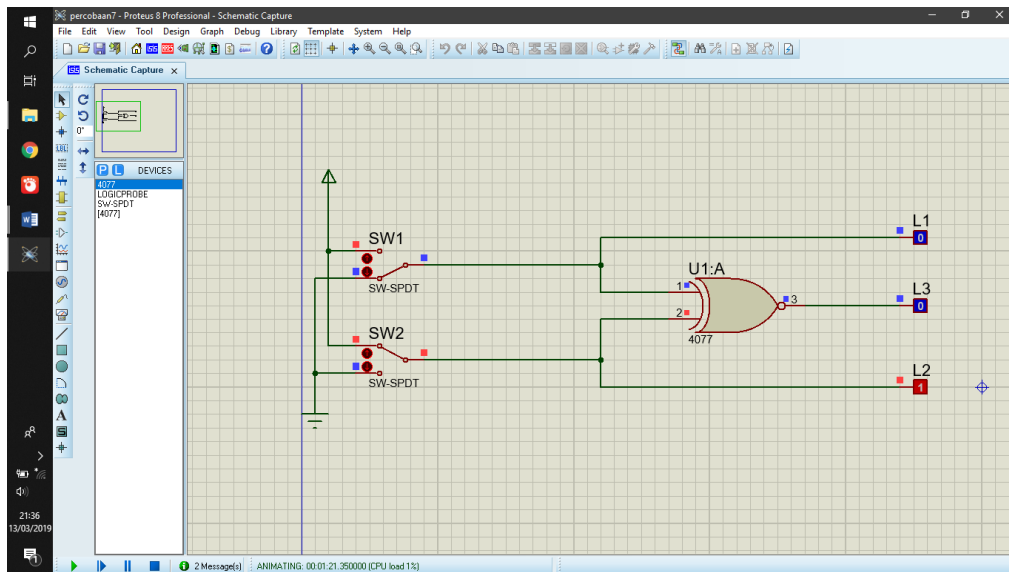 percobaan7 - Proteus 8 Professional - Schematic Capture
File Edit View Tool Design Graph Debug Library Template System Help
Schematic Capture x
0°
P L DEVICES
4077
LOGICPROBE
SW-SPDT
[4077]
SW1
SW-SPDT
SW2
SW-SPDT
U1:A
1
2
3
4077
L1
0
L3
0
L2
1
A
21:36
13/03/2019
1
2 Message(s)
ANIMATING: 00:01:21.350000 (CPU load 1%)